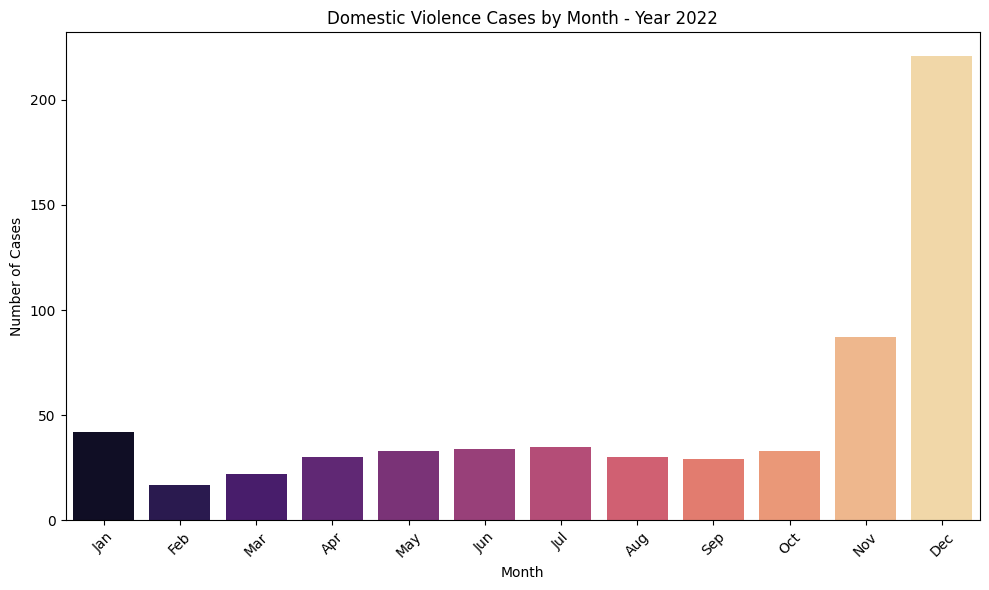 Domestic Violence Cases by Month - Year 2022
Number of Cases
200
150
100
50
0
Jan
Feb
Mar
Apr
May
Jun
Jul
Aug
Sep
Oct
Nov
Dec
Month